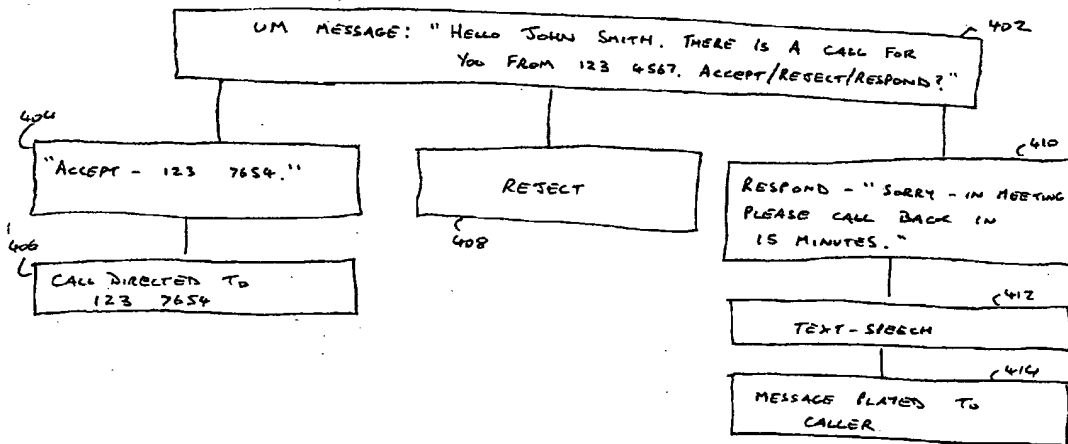 402
UM MESSAGE: "HELLO JOHN SMITH. THERE IS A CALL FOR
YOU FROM 123 4567. ACCEPT/REJECT/RESPOND?"
404
"ACCEPT - 123 7654."
406
CALL DIRECTED TO
123 7654
REJECT
408
410
RESPOND - "SORRY - IN MEETING
PLEASE CALL BACK IN
15 MINUTES."
412
TEXT-SPEECH
414
MESSAGE PLAYED TO
CALLER